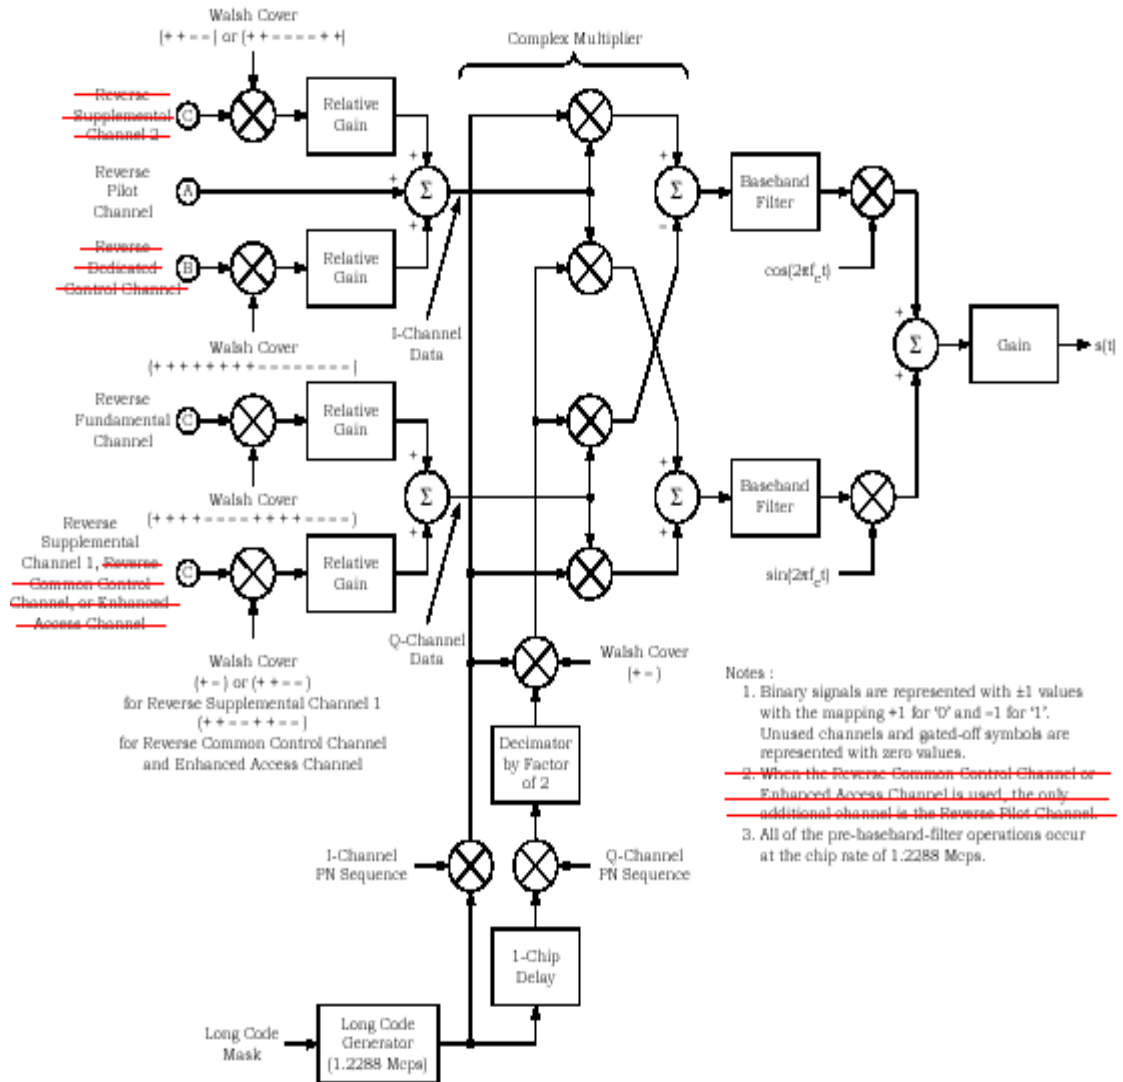 Walsh Cover
(+ + – –) or (+ + – – – – + +)
Complex Multiplier
Reverse
Supplemental
Channel 2
C
Relative
Gain
+
+
+
Σ
Reverse
Pilot
Channel
A
Reverse
Dedicated
Control Channel
B
Relative
Gain
Walsh Cover
(+ + + + + + + + – – – – – – – –)
I-Channel
Data
+
–
Σ
Baseband
Filter
cos(2πf_c t)
+
+
Σ
Gain
s(t)
Reverse
Fundamental
Channel
C
Relative
Gain
+
+
Σ
Walsh Cover
(+ + + + – – – – + + + + – – – –)
Reverse
Supplemental
Channel 1, Reverse
Common Control
Channel, or Enhanced
Access Channel
C
Relative
Gain
Q-Channel
Data
+
+
Σ
Baseband
Filter
sin(2πf_c t)
Walsh Cover
(+ –) or (+ + – –)
for Reverse Supplemental Channel 1
(+ + – – + + – –)
for Reverse Common Control Channel
and Enhanced Access Channel
Walsh Cover
(+ –)
Decimator
by Factor
of 2
I-Channel
PN Sequence
Q-Channel
PN Sequence
1-Chip
Delay
Long Code
Mask
Long Code
Generator
(1.2288 Mcps)
Notes :
1. Binary signals are represented with ±1 values
with the mapping +1 for '0' and –1 for '1'.
Unused channels and gated-off symbols are
represented with zero values.
2. When the Reverse Common Control Channel or
Enhanced Access Channel is used, the only
additional channel is the Reverse Pilot Channel.
3. All of the pre-baseband-filter operations occur
at the chip rate of 1.2288 Mcps.